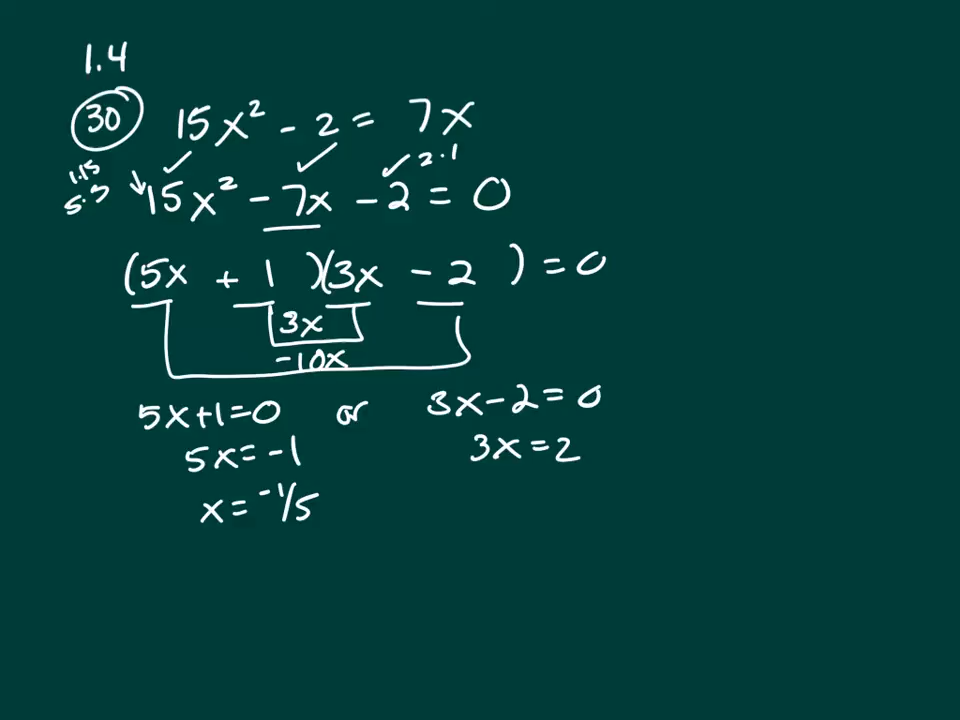 1.4
30 15x² - 2 = 7x
1·15 2·1
5·3 15x² - 7x - 2 = 0
(5x + 1)(3x - 2) = 0
3x
-10x
5x+1=0 or 3x-2=0
5x=-1 3x=2
x=-1/5